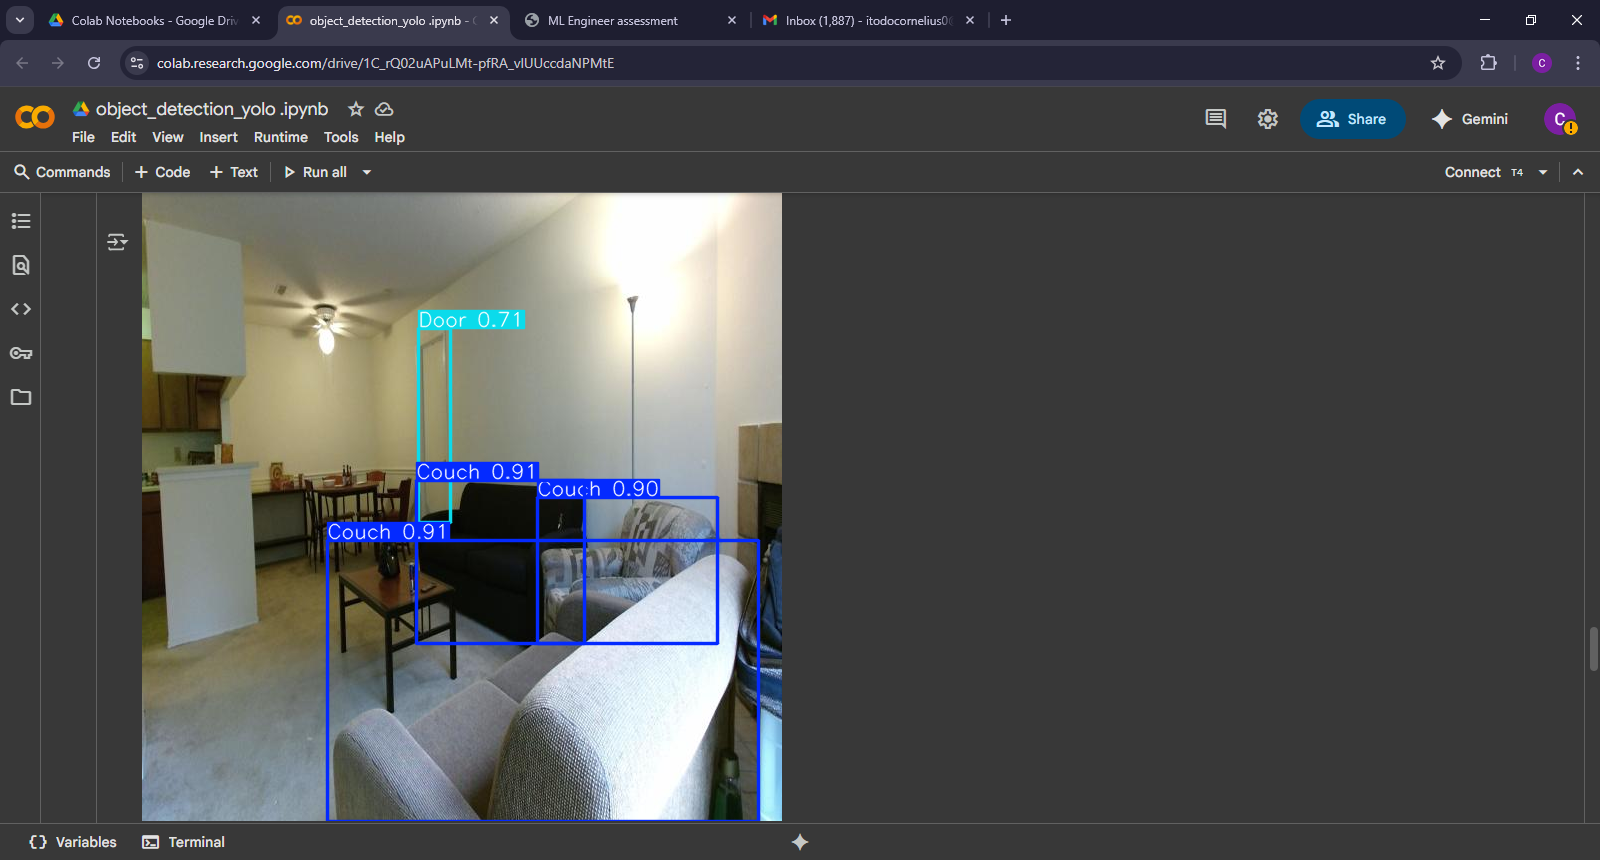 Colab Notebooks - Google Driv
object_detection_yolo .ipynb - C
ML Engineer assessment
Inbox (1,887) - itodocornelius0
colab.research.google.com/drive/1C_rQ02uAPuLMt-pfRA_vIUUccdaNPMtE
C
object_detection_yolo .ipynb
File Edit View Insert Runtime Tools Help
Share
Gemini
C
Commands
+ Code
+ Text
Run all
Connect T4
Door 0.71
Couch 0.91
Couch 0.90
Couch 0.91
Variables
Terminal